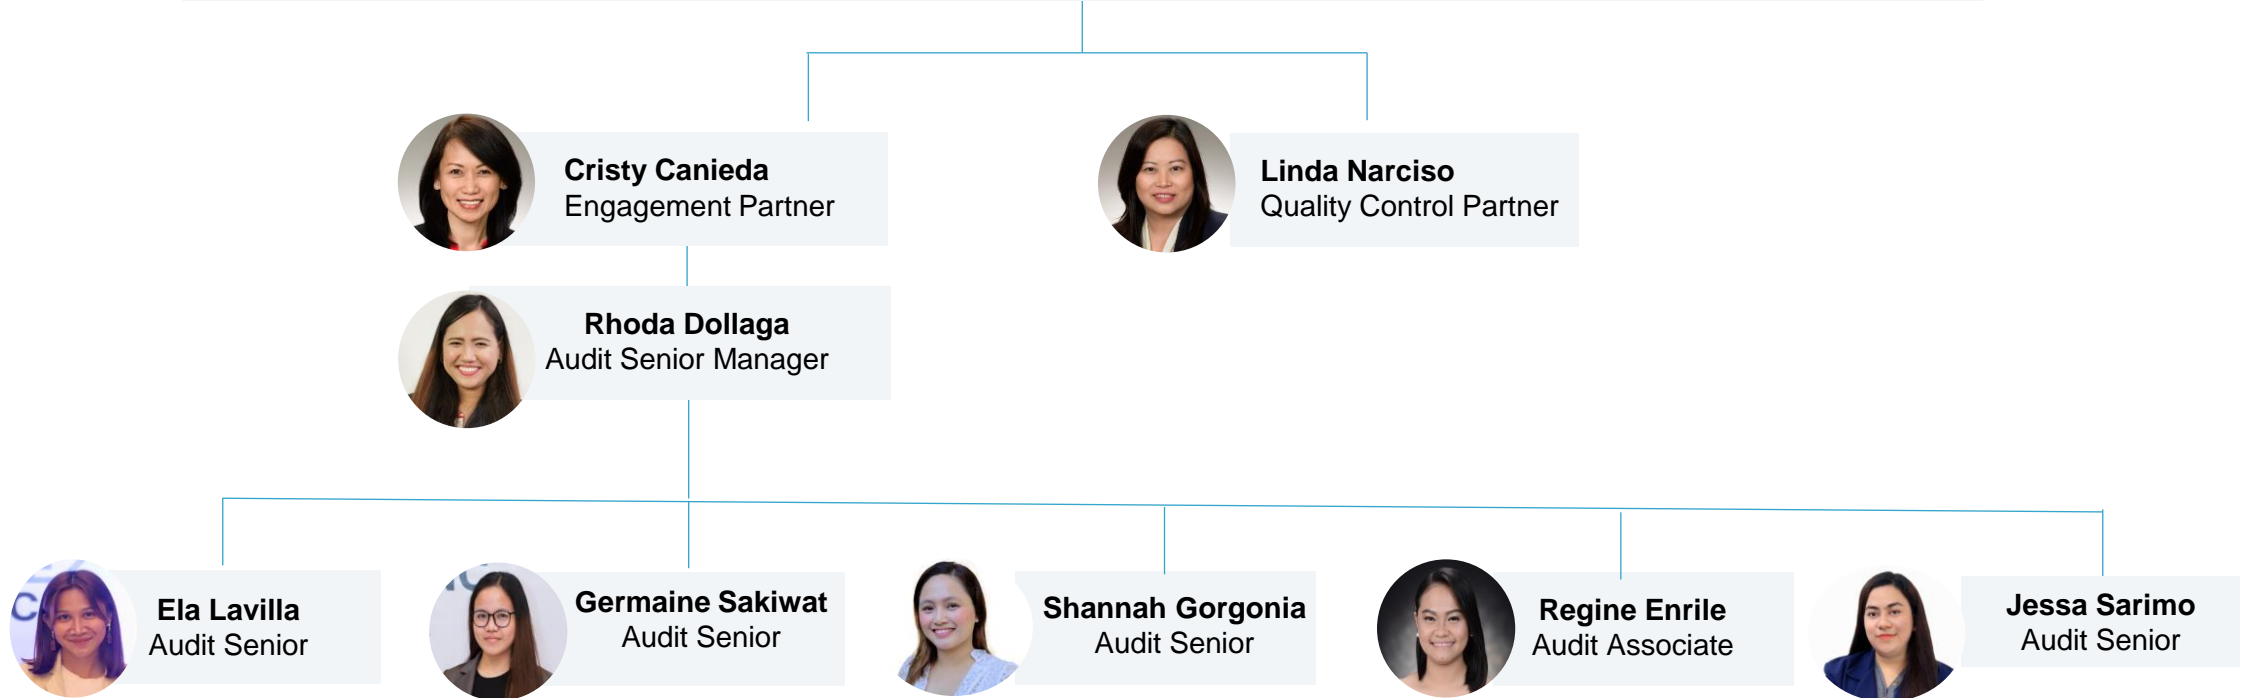 Cristy Canieda
Engagement Partner
Linda Narciso
Quality Control Partner
Rhoda Dollaga
Audit Senior Manager
Ela Lavilla
Audit Senior
Germaine Sakiwat
Audit Senior
Shannah Gorgonia
Audit Senior
Regine Enrile
Audit Associate
Jessa Sarimo
Audit Senior